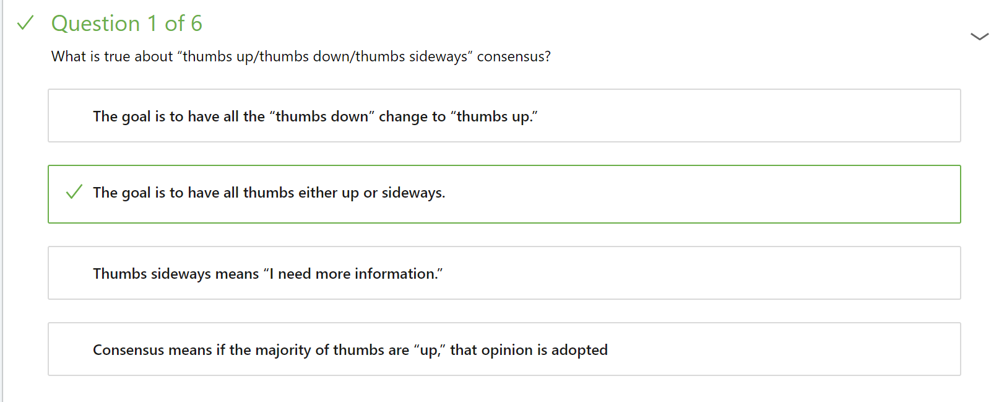 Question 1 of 6
What is true about “thumbs up/thumbs down/thumbs sideways” consensus?
The goal is to have all the “thumbs down” change to “thumbs up.”
The goal is to have all thumbs either up or sideways.
Thumbs sideways means “I need more information.”
Consensus means if the majority of thumbs are “up,” that opinion is adopted